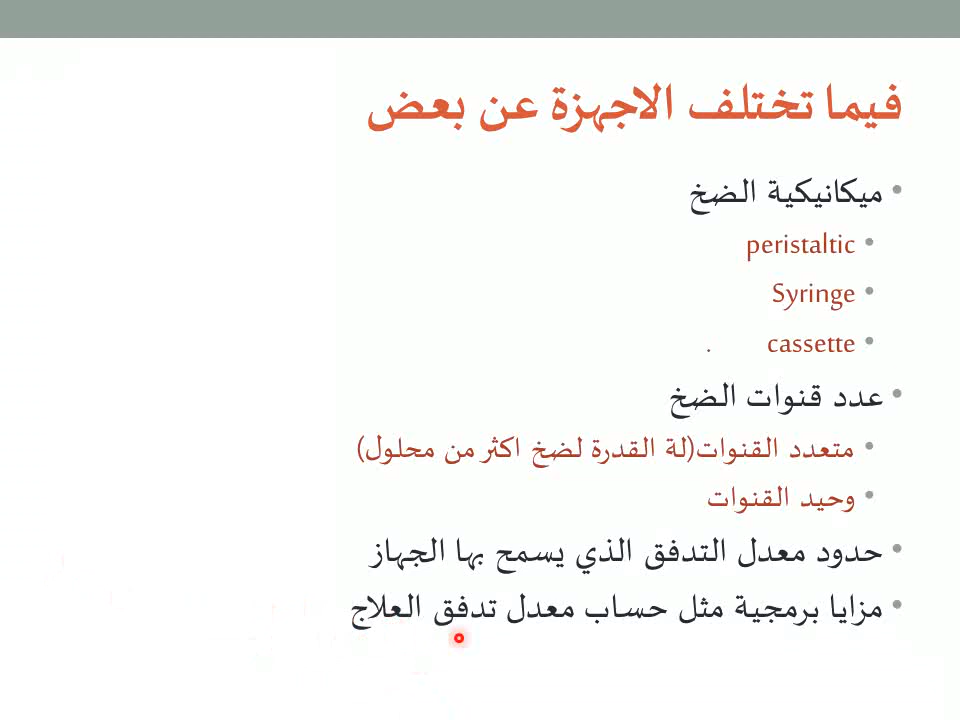 فيما تختلف الاجهزة عن بعض
• ميكانيكية الضخ
• peristaltic
• Syringe
• cassette .
• عدد قنوات الضخ
• متعدد القنوات(لة القدرة لضخ اكثر من محلول)
• وحيد القنوات
• حدود معدل التدفق الذي يسمح بها الجهاز
• مزايا برمجية مثل حساب معدل تدفق العلاج